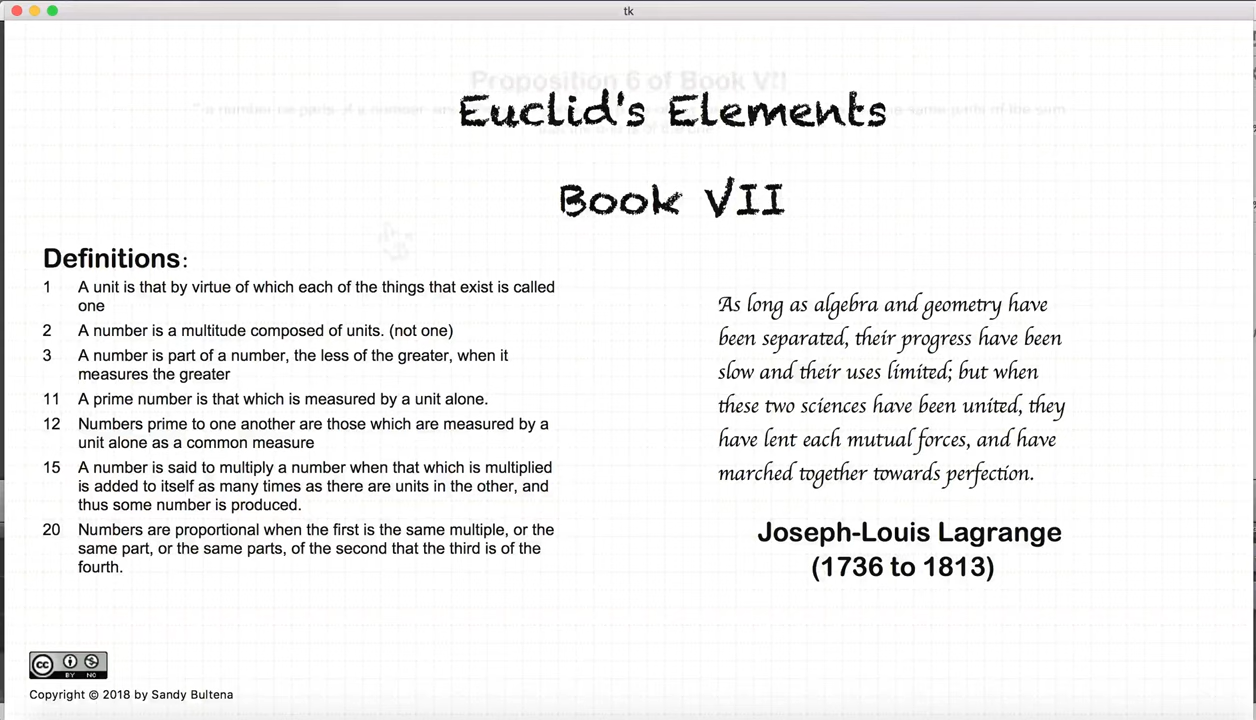 tk
Proposition 6 of Book VII
Euclid's Elements
Book VII
Definitions:
1 A unit is that by virtue of which each of the things that exist is called
one
2 A number is a multitude composed of units. (not one)
3 A number is part of a number, the less of the greater, when it
measures the greater
11 A prime number is that which is measured by a unit alone.
12 Numbers prime to one another are those which are measured by a
unit alone as a common measure
15 A number is said to multiply a number when that which is multiplied
is added to itself as many times as there are units in the other, and
thus some number is produced.
20 Numbers are proportional when the first is the same multiple, or the
same part, or the same parts, of the second that the third is of the
fourth.
As long as algebra and geometry have
been separated, their progress have been
slow and their uses limited; but when
these two sciences have been united, they
have lent each mutual forces, and have
marched together towards perfection.
Joseph-Louis Lagrange
(1736 to 1813)
cc BY NC
Copyright © 2018 by Sandy Bultena